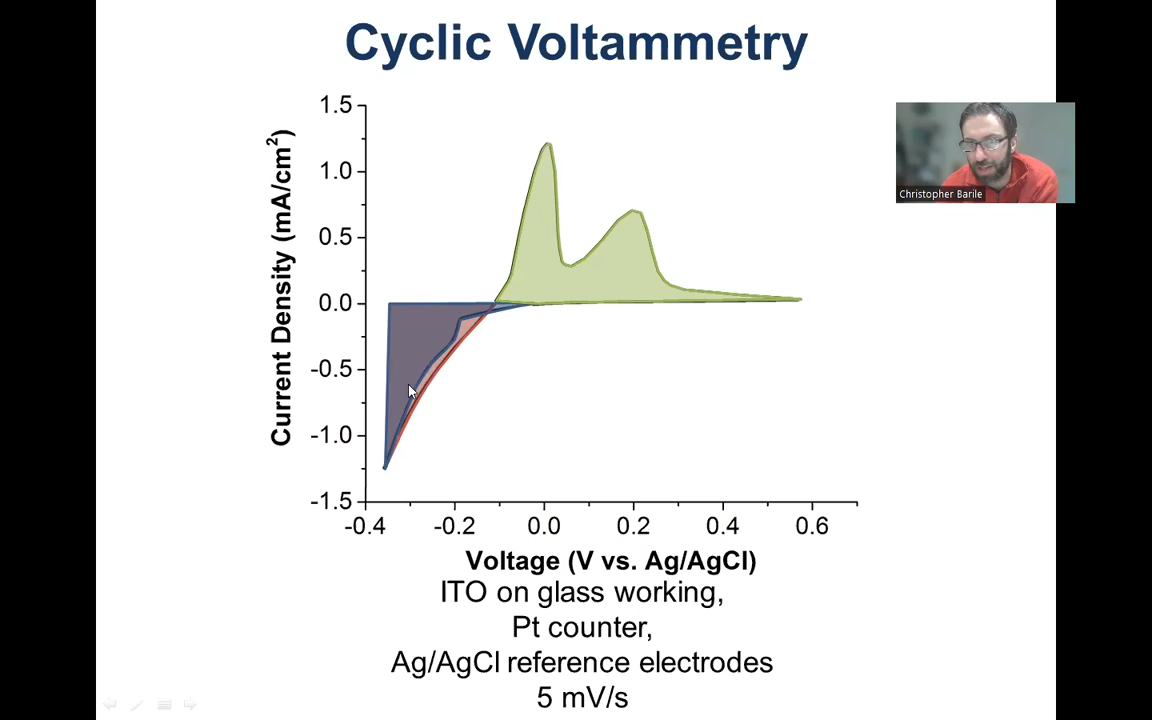 Cyclic Voltammetry
Christopher Barile
Current Density (mA/cm²)
1.5
1.0
0.5
0.0
-0.5
-1.0
-1.5
-0.4 -0.2 0.0 0.2 0.4 0.6
Voltage (V vs. Ag/AgCl)
ITO on glass working,
Pt counter,
Ag/AgCl reference electrodes
5 mV/s